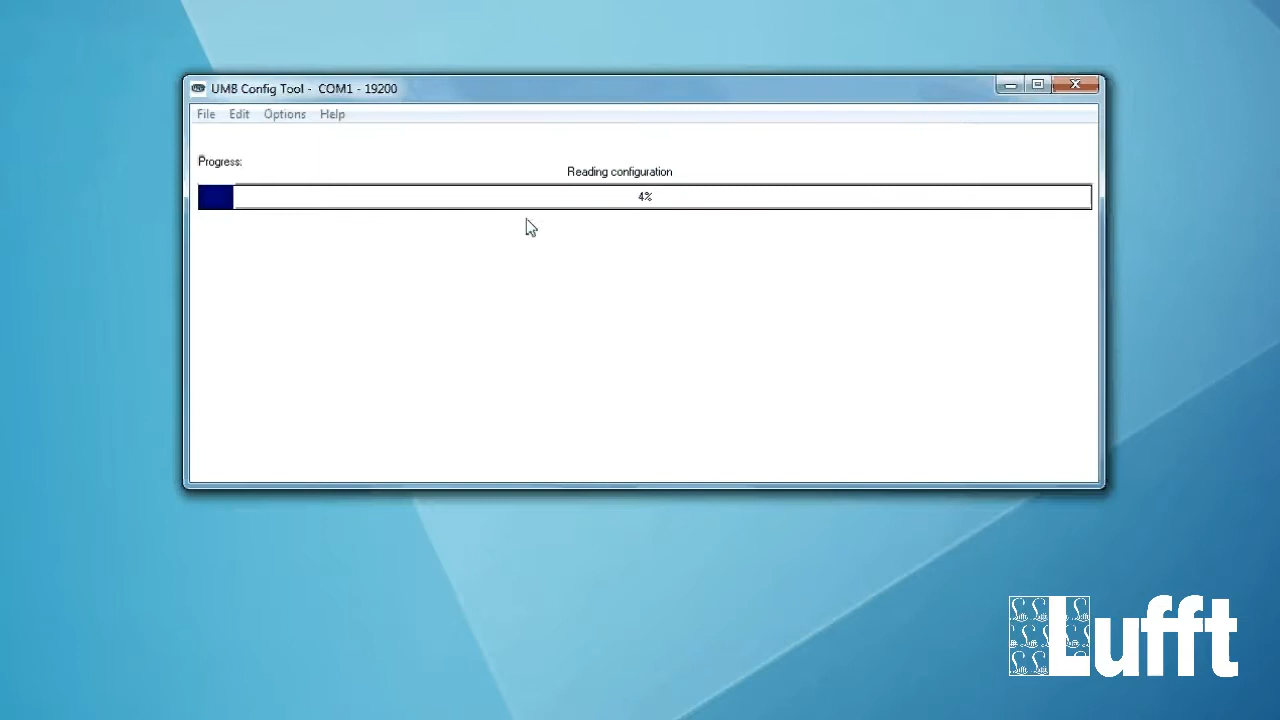 UMB Config Tool - COM1 - 19200
File Edit Options Help
Progress:
Reading configuration
4%
Lufft